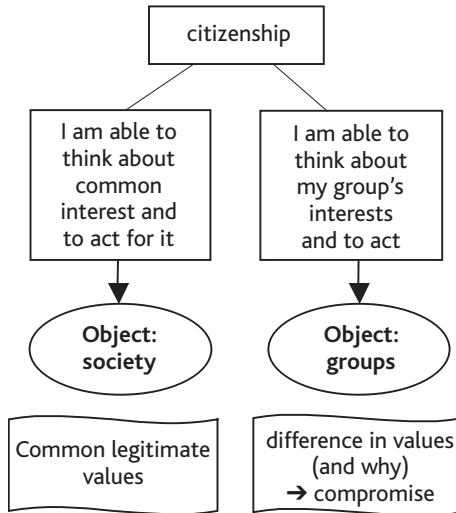 citizenship
I am able to
think about
common
interest and
to act for it
I am able to
think about
my group's
interests
and to act
Object:
society
Object:
groups
Common legitimate
values
difference in values
(and why)
➔ compromise